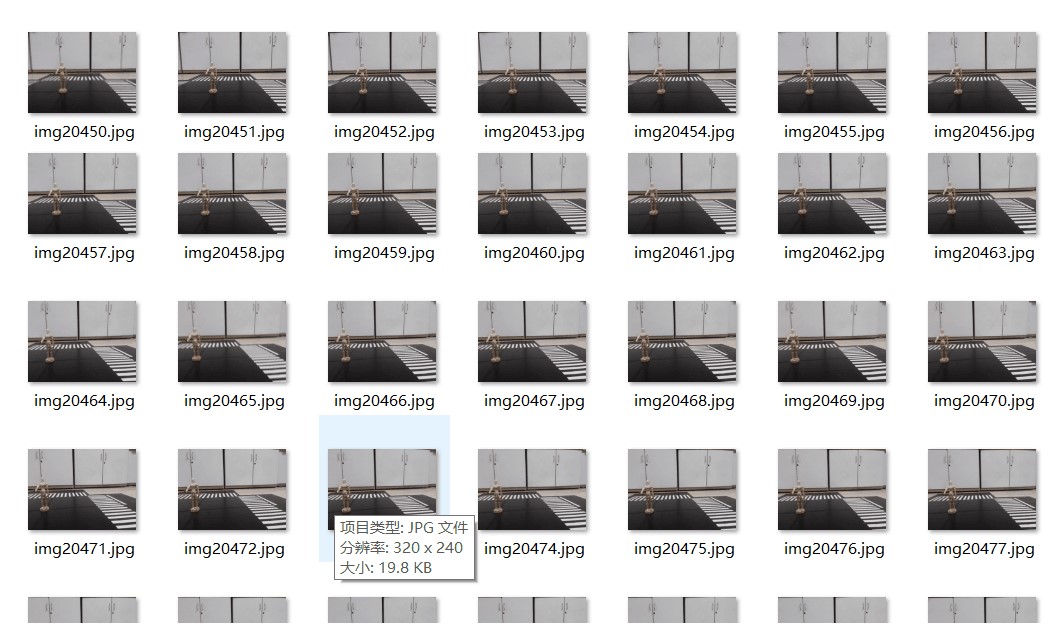 img20450.jpg img20451.jpg img20452.jpg img20453.jpg img20454.jpg img20455.jpg img20456.jpg
img20457.jpg img20458.jpg img20459.jpg img20460.jpg img20461.jpg img20462.jpg img20463.jpg
img20464.jpg img20465.jpg img20466.jpg img20467.jpg img20468.jpg img20469.jpg img20470.jpg
img20471.jpg img20472.jpg img20474.jpg img20475.jpg img20476.jpg img20477.jpg
项目类型: JPG 文件
分辨率: 320 x 240
大小: 19.8 KB